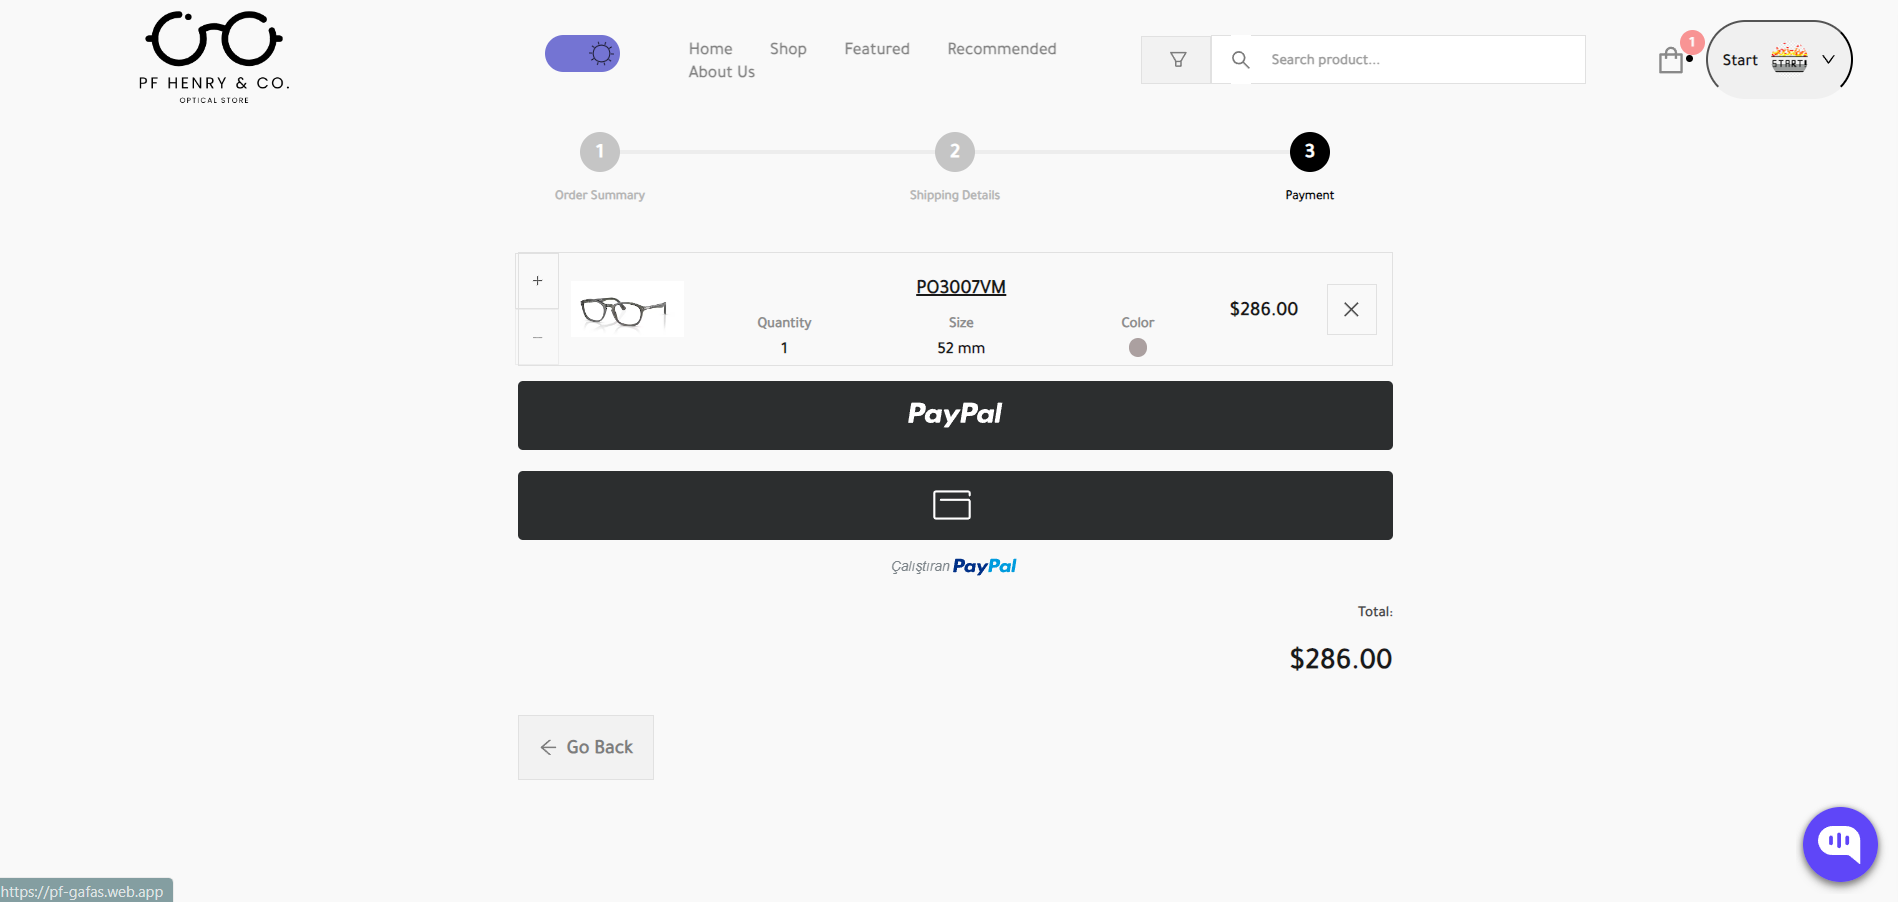 PF HENRY & CO.
OPTICAL STORE
Home
Shop
Featured
Recommended
About Us
Search product...
1
Start
START!
1
2
3
Order Summary
Shipping Details
Payment
+
PO3007VM
Quantity
Size
Color
1
52 mm
$286.00
−
PayPal
Çalıştıran PayPal
Total:
$286.00
Go Back
https://pf-gafas.web.app